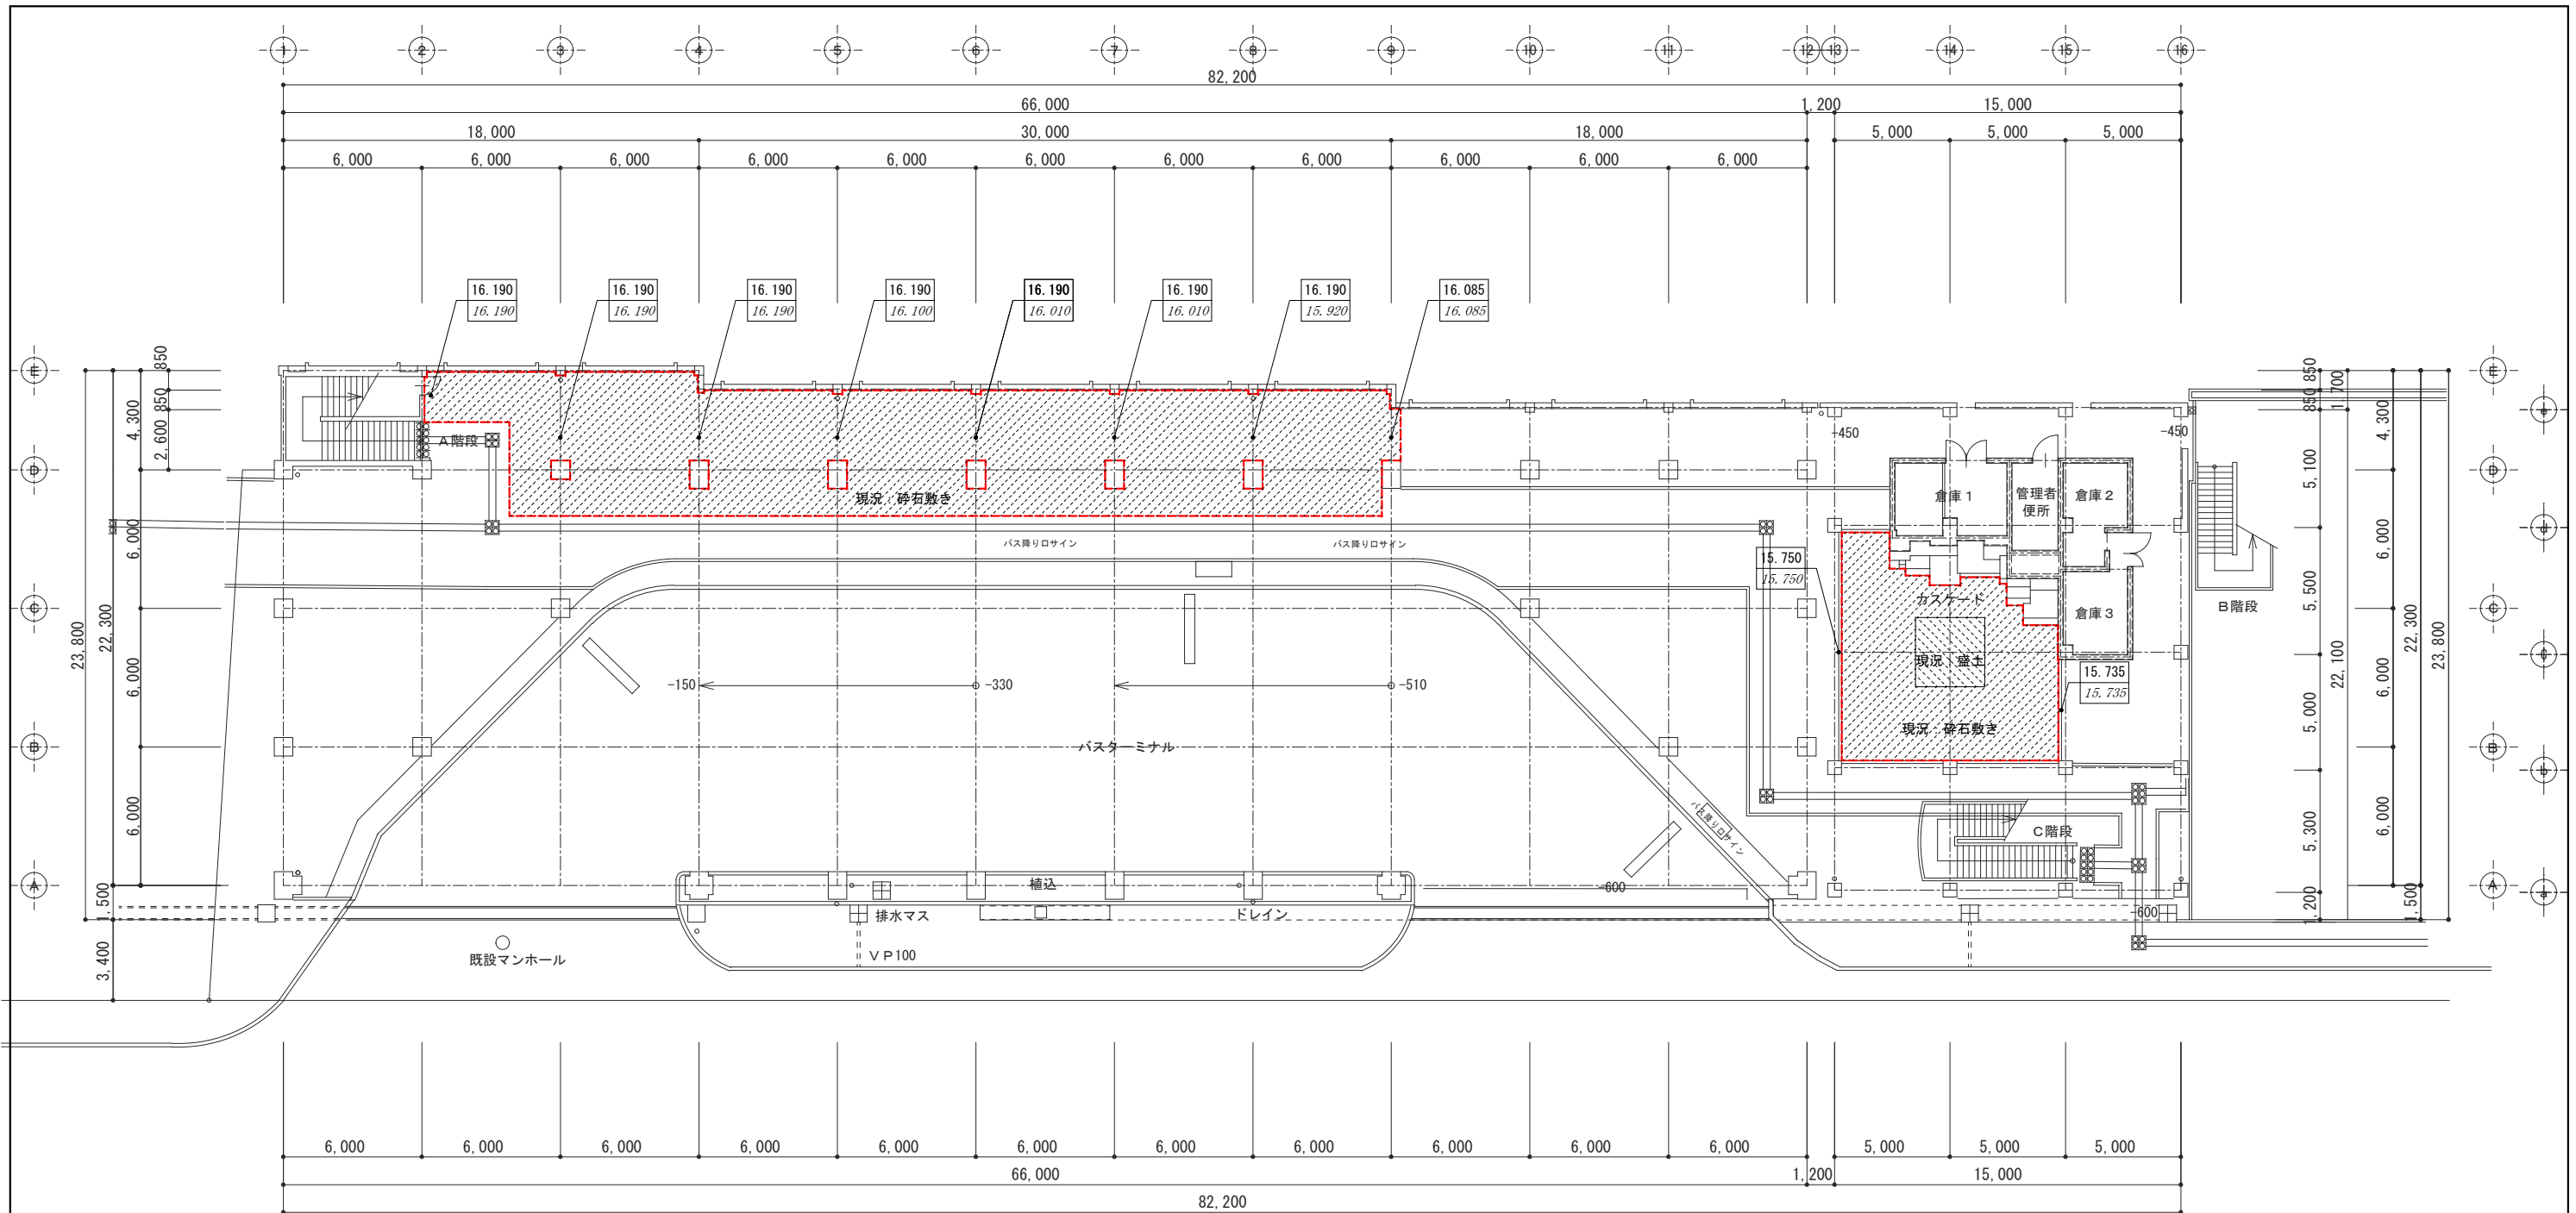 1 2 3 4 5 6 7 8 9 10 11 12 13 14 15 16
82,200
66,000 1,200 15,000
18,000 30,000 18,000 5,000 5,000 5,000
6,000 6,000 6,000 6,000 6,000 6,000 6,000 6,000 6,000 6,000 6,000
16.190 16.190 16.190 16.190 16.190 16.190 16.190 16.085
16.190 16.190 16.190 16.100 16.010 16.010 15.920 16.085
E
D
C
B
A
850
850
2,600
4,300
6,000
6,000
6,000
22,300
23,800
1,500
3,400
A階段
現況：砕石敷き
バス降り口サイン
バス降り口サイン
-150
-330
-510
バスターミナル
バス降り口サイン
植込
排水マス
ドレイン
VP100
既設マンホール
-600
-450
-450
倉庫1
管理者
便所
倉庫2
15.750
15.750
カスケード
倉庫3
現況：盛土
15.735
15.735
現況：砕石敷き
C階段
-600
B階段
850
850
1,700
5,100
5,500
5,000
5,300
1,200
22,100
4,300
6,000
6,000
6,000
1,500
22,300
23,800
E
e
D
d
C
B
b
A
a
6,000 6,000 6,000 6,000 6,000 6,000 6,000 6,000 6,000 6,000 6,000 5,000 5,000 5,000
66,000 1,200 15,000
82,200